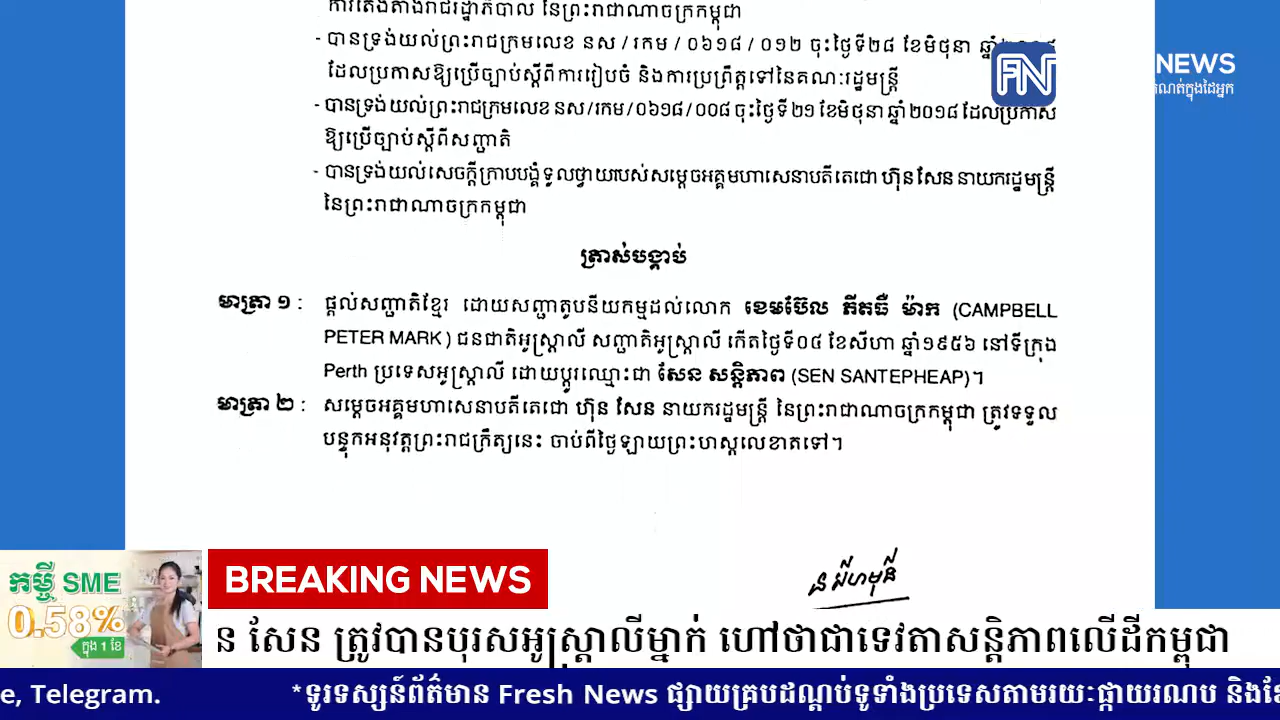 ការតែងតាំងរាជរដ្ឋាភិបាល នៃព្រះរាជាណាចក្រកម្ពុជា
- បានទ្រង់យល់ព្រះរាជក្រមលេខ នស / រកម / ០៦១៨ / ០១២ ចុះថ្ងៃទី២៨ ខែមិថុនា ឆ្នាំ
ដែលប្រកាសឱ្យប្រើច្បាប់ស្តីពីការរៀបចំ និងការប្រព្រឹត្តទៅនៃគណៈរដ្ឋមន្ត្រី
- បានទ្រង់យល់ព្រះរាជក្រមលេខ នស/រកម/០៦១៨/០០៨ ចុះថ្ងៃទី ២១ ខែមិថុនា ឆ្នាំ ២០១៨ ដែលប្រកាស
ឱ្យប្រើច្បាប់ស្តីពីសញ្ជាតិ
- បានទ្រង់យល់សេចក្តីក្រាបបង្គំទូលថ្វាយរបស់សម្តេចអគ្គមហាសេនាបតីតេជោ ហ៊ុន សែន នាយករដ្ឋមន្ត្រី
នៃព្រះរាជាណាចក្រកម្ពុជា
ត្រាស់បង្គាប់
មាត្រា ១ : ផ្តល់សញ្ជាតិខ្មែរ ដោយសញ្ជាតូបនីយកម្មដល់លោក ខេមប៊ែល ភីតធឺ ម៉ាក (CAMPBELL
PETER MARK ) ជនជាតិអូស្ត្រាលី សញ្ជាតិអូស្ត្រាលី កើតថ្ងៃទី០៤ ខែសីហា ឆ្នាំ១៩៥៦ នៅទីក្រុង
Perth ប្រទេសអូស្ត្រាលី ដោយប្តូរឈ្មោះជា សែន សន្តិភាព (SEN SANTEPHEAP)។
មាត្រា ២ : សម្តេចអគ្គមហាសេនាបតីតេជោ ហ៊ុន សែន នាយករដ្ឋមន្ត្រី នៃព្រះរាជាណាចក្រកម្ពុជា ត្រូវទទួល
បន្ទុកអនុវត្តព្រះរាជក្រឹត្យនេះ ចាប់ពីថ្ងៃឡាយព្រះហស្តលេខាតទៅ។
ន សីហមុនី
FN
NEWS
រណត់ក្នុងដៃអ្នក
កម្ចី SME
0.58%
ក្នុង 1 ខែ
BREAKING NEWS
ន សែន ត្រូវបានបុរសអូស្ត្រាលីម្នាក់ ហៅថាជាទេវតាសន្តិភាពលើដីកម្ពុជា
e, Telegram. *ទូរទស្សន៍ព័ត៌មាន Fresh News ផ្សាយគ្របដណ្តប់ទូទាំងប្រទេសតាមរយៈផ្កាយរណប និងខ្សែ